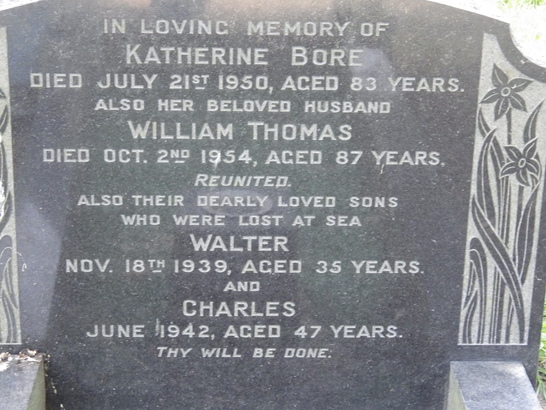 IN LOVING MEMORY OF
KATHERINE BORE
DIED JULY 21ST 1950, AGED 83 YEARS.
ALSO HER BELOVED HUSBAND
WILLIAM THOMAS
DIED OCT. 2ND 1954, AGED 87 YEARS.
REUNITED.
ALSO THEIR DEARLY LOVED SONS
WHO WERE LOST AT SEA
WALTER
NOV. 18TH 1939, AGED 35 YEARS.
AND
CHARLES
JUNE 1942, AGED 47 YEARS.
THY WILL BE DONE.